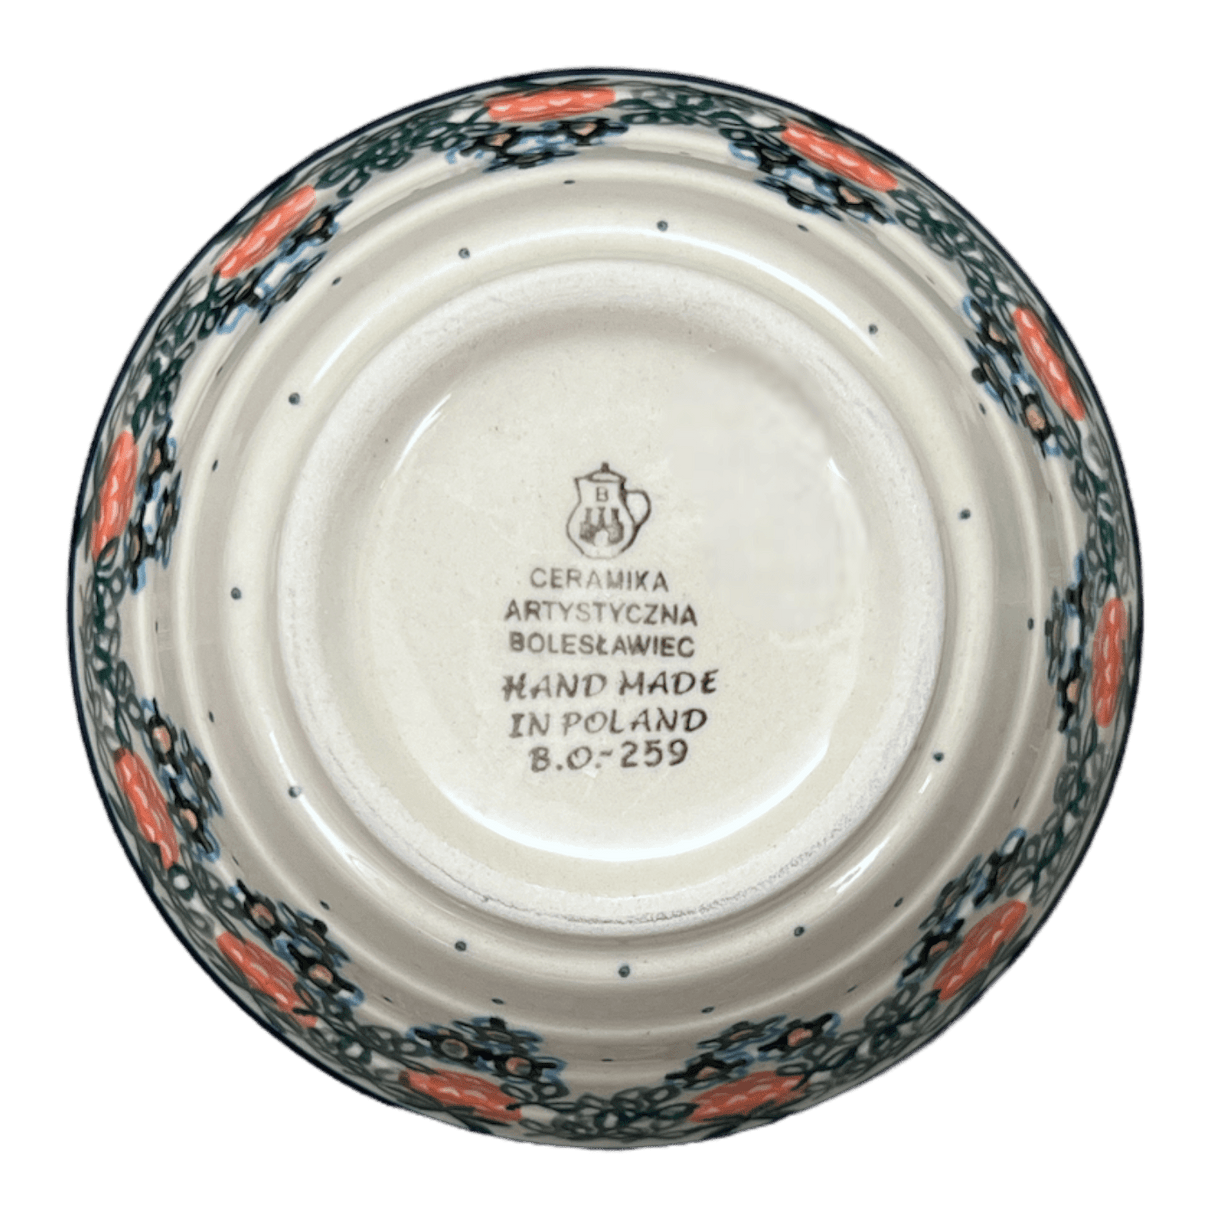 B
CERAMIKA
ARTYSTYCZNA
BOLESŁAWIEC
HAND MADE
IN POLAND
B.O.-259